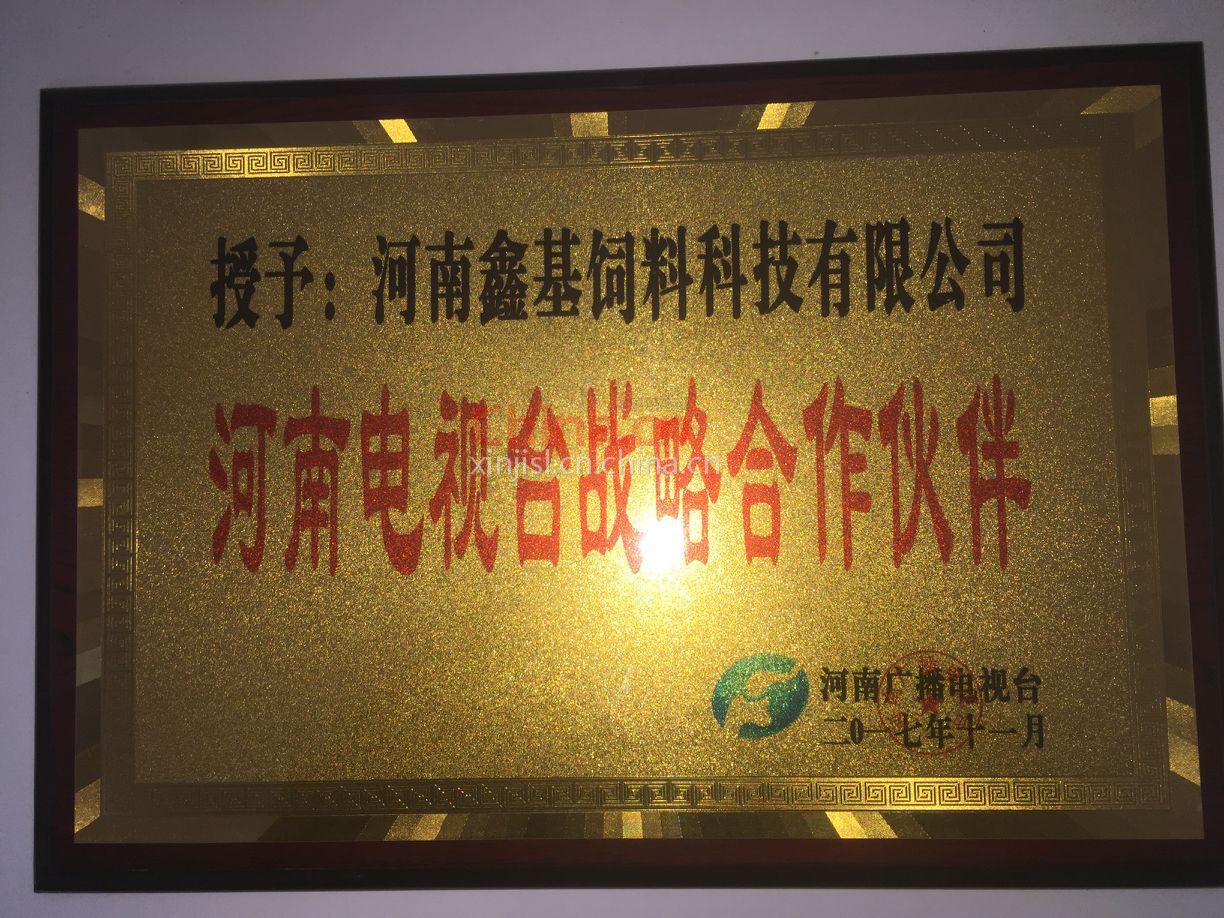 授予：河南鑫基饲料科技有限公司
河南电视台战略合作伙伴
xinjisl.cn.china.cn
河南广播电视台
二0一七年十一月